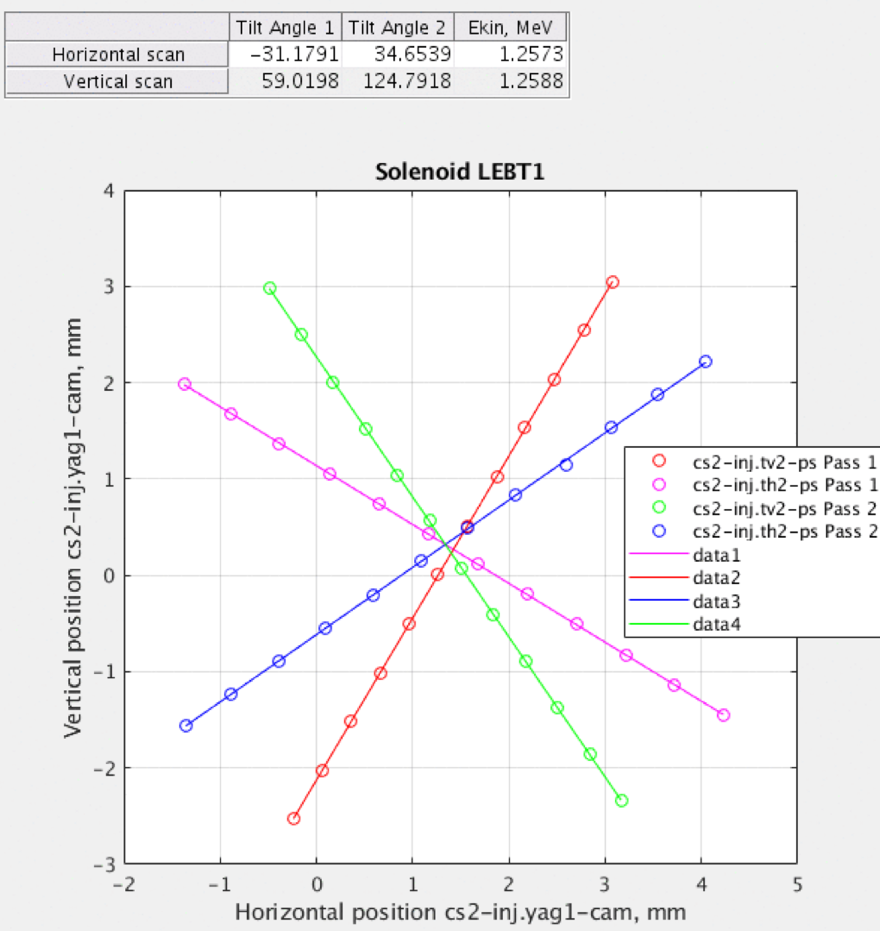 Tilt Angle 1 Tilt Angle 2 Ekin, MeV
Horizontal scan −31.1791 34.6539 1.2573
Vertical scan 59.0198 124.7918 1.2588
Solenoid LEBT1
4
3
2
1
0
−1
−2
−3
Vertical position cs2-inj.yag1-cam, mm
cs2-inj.tv2-ps Pass 1
cs2-inj.th2-ps Pass 1
cs2-inj.tv2-ps Pass 2
cs2-inj.th2-ps Pass 2
data1
data2
data3
data4
−2 −1 0 1 2 3 4 5
Horizontal position cs2-inj.yag1-cam, mm